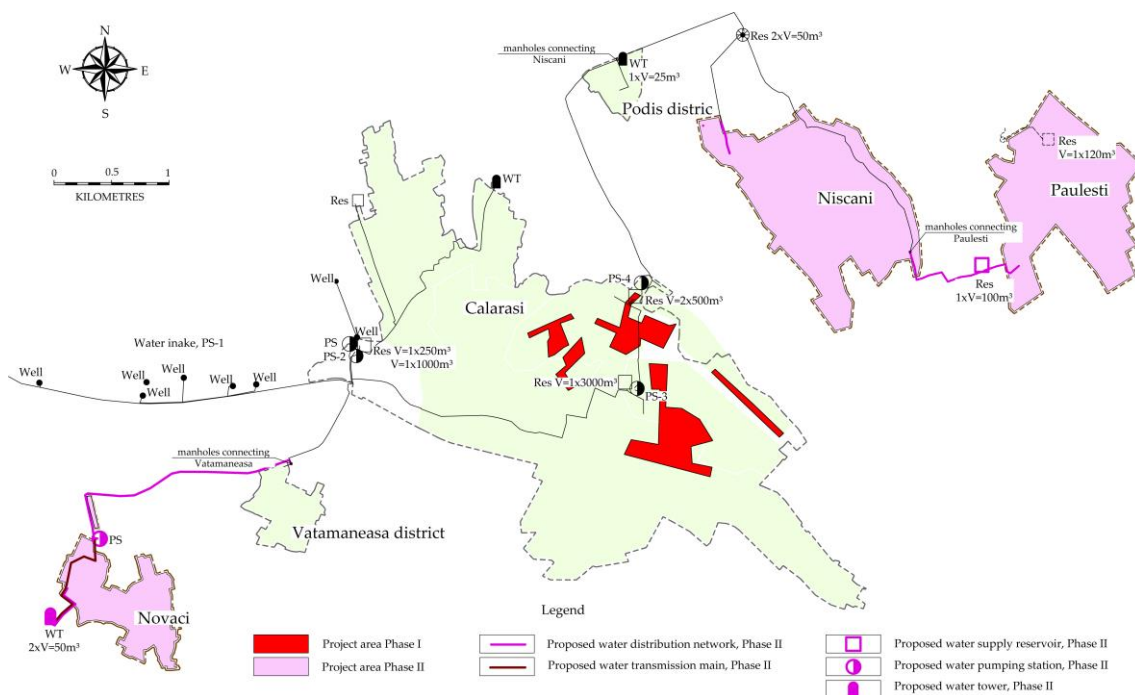 N
W E
S
0 0.5 1
KILOMETRES
manholes connecting
Niscani
WT
1xV=25m³
Podis distric
Res 2xV=50m³
Res
V=1x120m³
Paulesti
Niscani
manholes connecting
Paulesti
Res
1xV=100m³
WT
Res
Well
Calarasi
PS-4
Res V=2x500m³
Water inake, PS-1
Well
PS
PS-2
Res V=1x250m³
V=1x1000m³
Well
Well
Well
Well
Well
Well
Res V=1x3000m³
PS-3
manholes connecting
Vatamaneasa
Vatamaneasa district
PS
Novaci
WT
2xV=50m³
Legend
Project area Phase I
Project area Phase II
Proposed water distribution network, Phase II
Proposed water transmission main, Phase II
Proposed water supply reservoir, Phase II
Proposed water pumping station, Phase II
Proposed water tower, Phase II